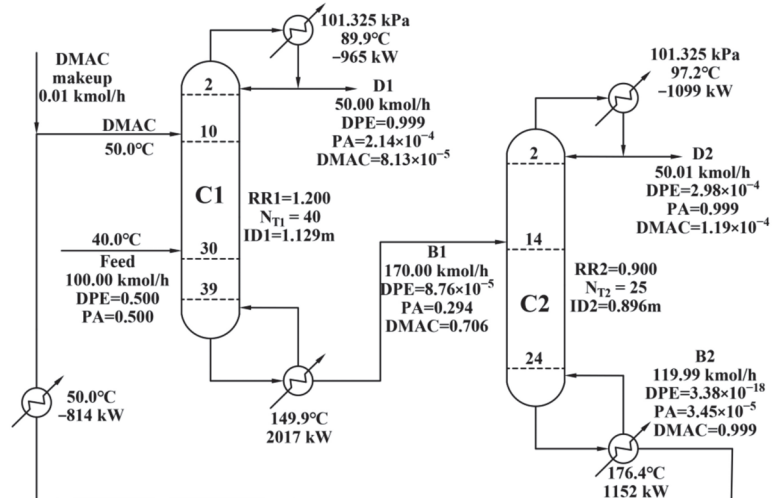 DMAC
makeup
0.01 kmol/h
DMAC
50.0°C
40.0°C
Feed
100.00 kmol/h
DPE=0.500
PA=0.500
50.0°C
−814 kW
2
10
C1
30
39
RR1=1.200
N_T1 = 40
ID1=1.129m
101.325 kPa
89.9°C
−965 kW
D1
50.00 kmol/h
DPE=0.999
PA=2.14×10⁻⁴
DMAC=8.13×10⁻⁵
149.9°C
2017 kW
B1
170.00 kmol/h
DPE=8.76×10⁻⁵
PA=0.294
DMAC=0.706
2
14
C2
24
RR2=0.900
N_T2 = 25
ID2=0.896m
101.325 kPa
97.2°C
−1099 kW
D2
50.01 kmol/h
DPE=2.98×10⁻⁴
PA=0.999
DMAC=1.19×10⁻⁴
B2
119.99 kmol/h
DPE=3.38×10⁻¹⁸
PA=3.45×10⁻⁵
DMAC=0.999
176.4°C
1152 kW